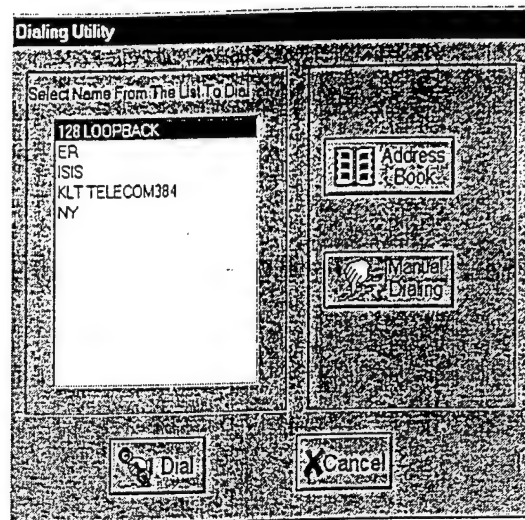 Dialing Utility
Select Name From The List To Dial
128 LOOPBACK
ER
ISIS
KLT TELECOM384
NY
Address
Book
Manual
Dialing
Dial
Cancel